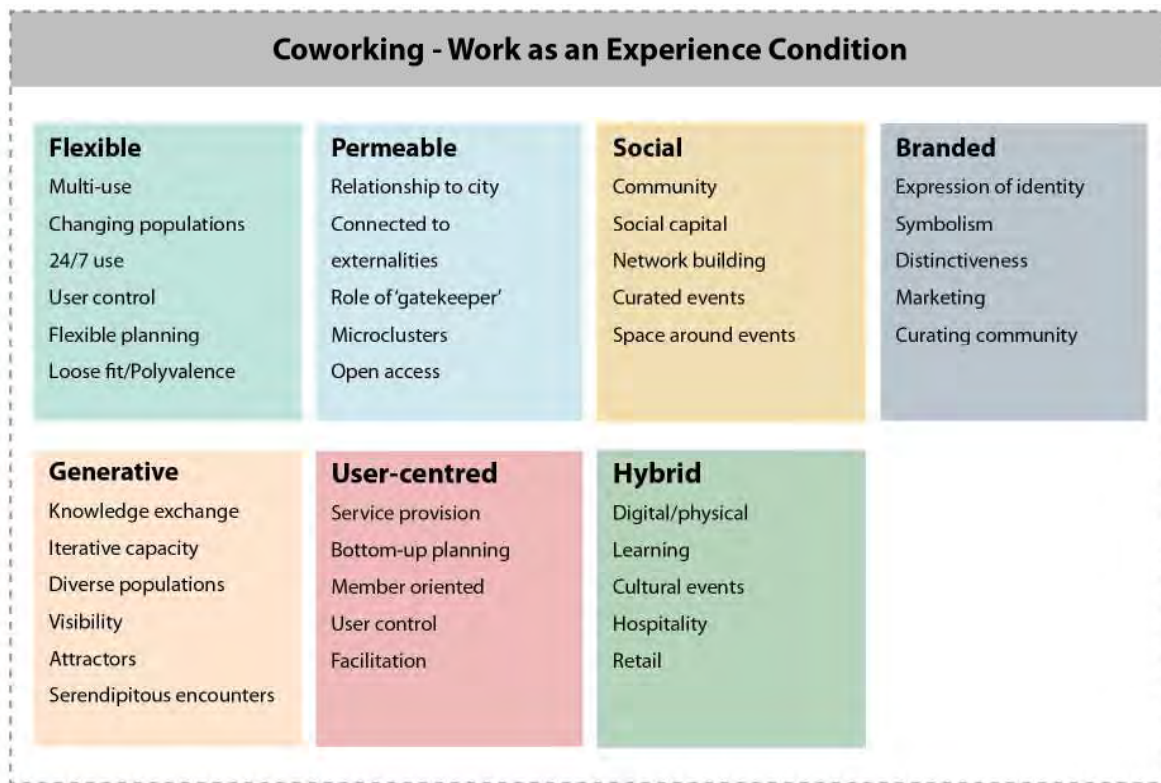 Coworking - Work as an Experience Condition
Flexible
Multi-use
Changing populations
24/7 use
User control
Flexible planning
Loose fit/Polyvalence
Permeable
Relationship to city
Connected to
externalities
Role of ‘gatekeeper’
Microclusters
Open access
Social
Community
Social capital
Network building
Curated events
Space around events
Branded
Expression of identity
Symbolism
Distinctiveness
Marketing
Curating community
Generative
Knowledge exchange
Iterative capacity
Diverse populations
Visibility
Attractors
Serendipitous encounters
User-centred
Service provision
Bottom-up planning
Member oriented
User control
Facilitation
Hybrid
Digital/physical
Learning
Cultural events
Hospitality
Retail